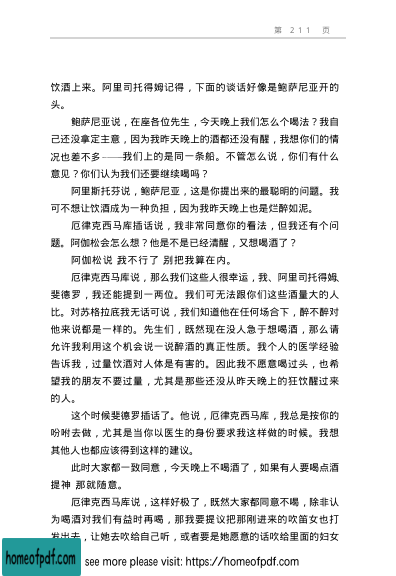 第 211 页
饮酒上来。阿里司托得姆记得，下面的谈话好像是鲍萨尼亚开的
头。
鲍萨尼亚说，在座各位先生，今天晚上我们怎么个喝法？我自
己还没拿定主意，因为我昨天晚上的酒都还没有醒，我想你们的情
况也差不多——我们上的是同一条船。不管怎么说，你们有什么
意见？你们认为我们还要继续喝吗？
阿里斯托芬说，鲍萨尼亚，这是你提出来的最聪明的问题。我
可不想让饮酒成为一种负担，因为我昨天晚上也是烂醉如泥。
厄律克西马库插话说，我非常同意你的看法，但我还有个问
题。阿伽松会怎么想？他是不是已经清醒，又想喝酒了？
阿伽松说 我不行了 别把我算在内。
厄律克西马库说，那么我们这些人很幸运，我、阿里司托得姆、
斐德罗，我还能提到一两位。我们可无法跟你们这些酒量大的人
比。对苏格拉底我无话可说，我们知道他在任何场合下，醉不醉对
他来说都是一样的。先生们，既然现在没人急于想喝酒，那么请
允许我利用这个机会说一说醉酒的真正性质。我个人的医学经验
告诉我，过量饮酒对人体是有害的。因此我不愿意喝过头，也希
望我的朋友不要过量，尤其是那些还没从昨天晚上的狂饮醒过来
的人。
这个时候斐德罗插话了。他说，厄律克西马库，我总是按你的
吩咐去做，尤其是当你以医生的身份要求我这样做的时候。我想
其他人也都应该得到这样的建议。
此时大家都一致同意，今天晚上不喝酒了，如果有人要喝点酒
提神 那就随意。
厄律克西马库说，这样好极了，既然大家都同意不喝，除非认
为喝酒对我们有益时再喝，那我要提议把那刚进来的吹笛女也打
发出去，让她去吹给自己听，或者要是她愿意的话吹给里面的妇女
homeofpdf.com
see more please visit: https://homeofpdf.com